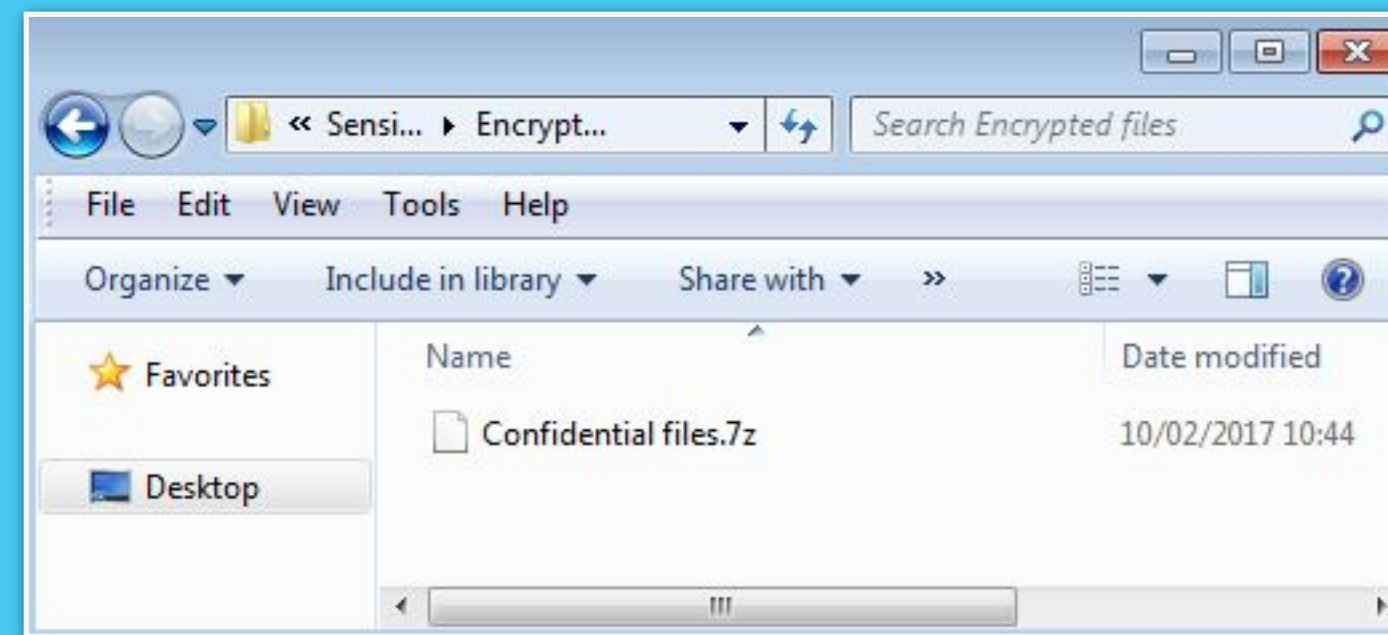 « Sensi... ▸ Encrypt... Search Encrypted files
File Edit View Tools Help
Organize Include in library Share with »
Name Date modified
Favorites
Confidential files.7z 10/02/2017 10:44
Desktop